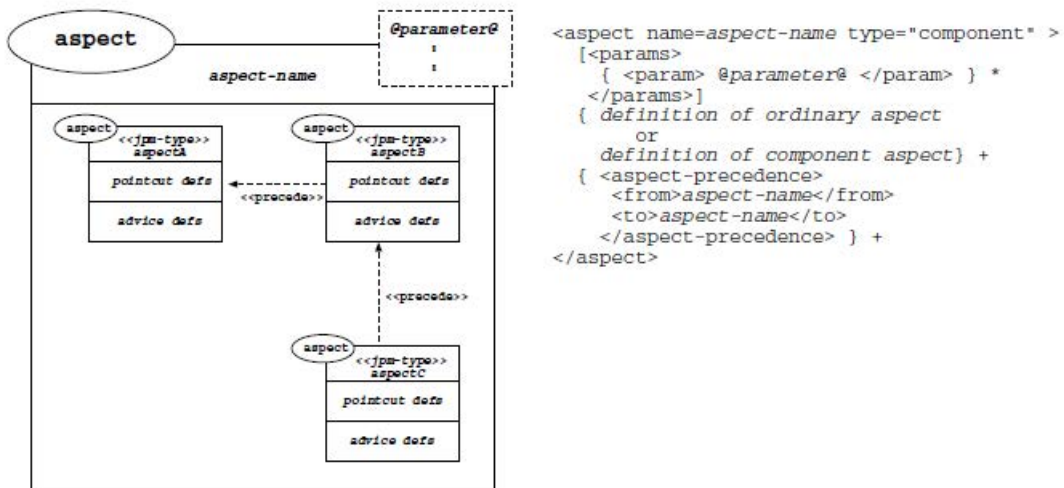 aspect
@parameter@
:
:
aspect-name
aspect
<<jpm-type>>
aspectA
pointcut defs
advice defs
<<precede>>
aspect
<<jpm-type>>
aspectB
pointcut defs
advice defs
<<precede>>
aspect
<<jpm-type>>
aspectC
pointcut defs
advice defs
<aspect name=aspect-name type="component" >
[<params>
{ <param> @parameter@ </param> } *
</params>]
{ definition of ordinary aspect
or
definition of component aspect} +
{ <aspect-precedence>
<from>aspect-name</from>
<to>aspect-name</to>
</aspect-precedence> } +
</aspect>